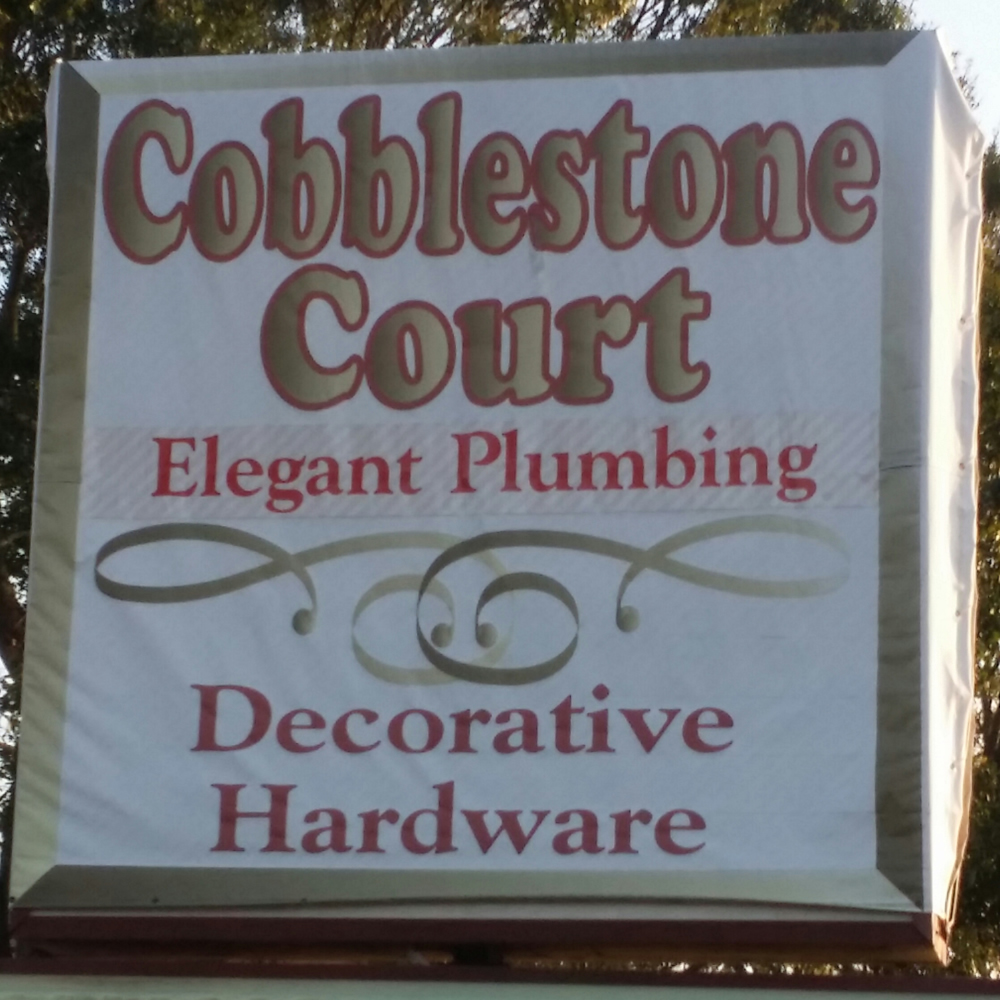 Cobblestone
Court
Elegant Plumbing
Decorative
Hardware